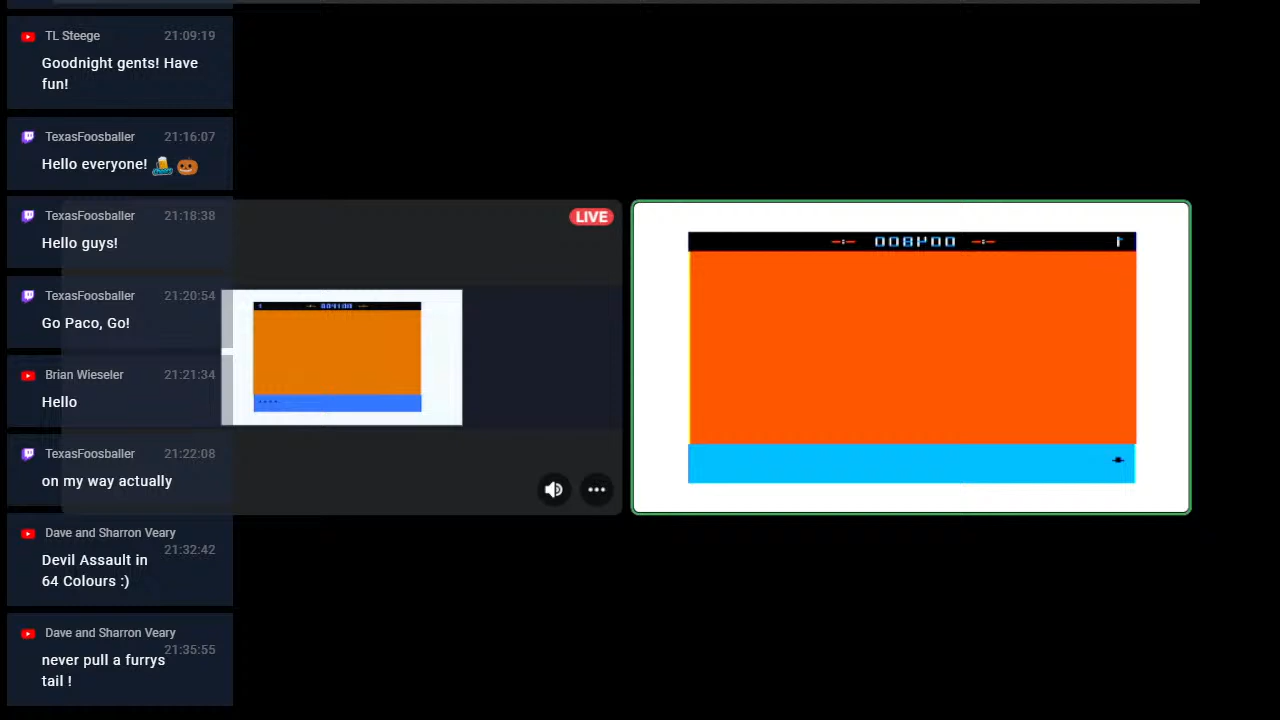 TL Steege 21:09:19
Goodnight gents! Have
fun!
TexasFoosballer 21:16:07
Hello everyone!
TexasFoosballer 21:18:38
Hello guys!
TexasFoosballer 21:20:54
Go Paco, Go!
Brian Wieseler 21:21:34
Hello
TexasFoosballer 21:22:08
on my way actually
Dave and Sharron Veary
21:32:42
Devil Assault in
64 Colours :)
Dave and Sharron Veary
21:35:55
never pull a furrys
tail !
LIVE